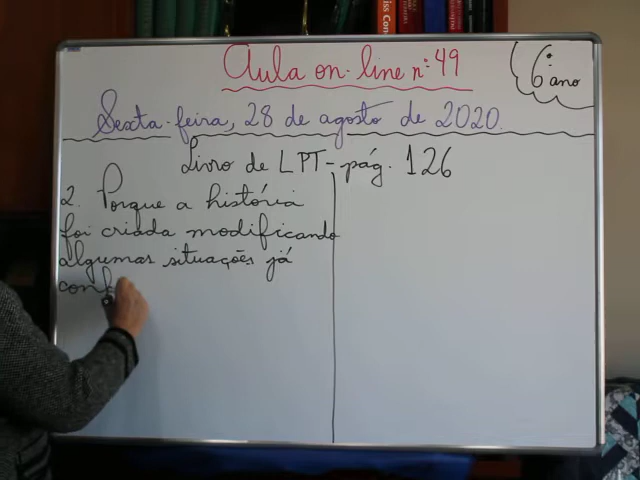 Aula on-line nº 49
6º ano
Sexta-feira, 28 de agosto de 2020.
Livro de LPT - pág. 126
2. Porque a história
foi criada modificando
algumas situações já